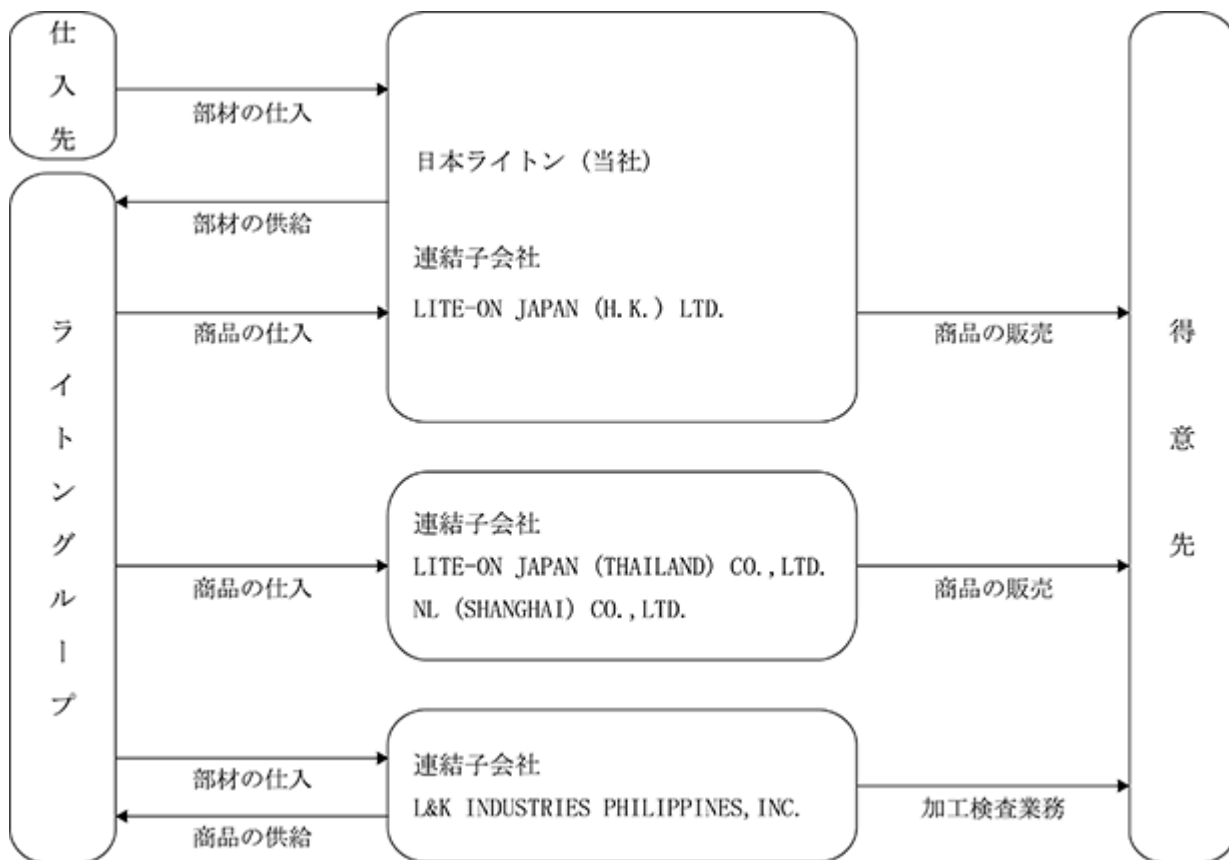 仕入先
部材の仕入
日本ライトン (当社)
部材の供給
連結子会社
LITE-ON JAPAN (H.K.) LTD.
ライトングループ
商品の仕入
商品の販売
得意先
連結子会社
LITE-ON JAPAN (THAILAND) CO.,LTD.
NL (SHANGHAI) CO.,LTD.
商品の仕入
商品の販売
部材の仕入
商品の供給
連結子会社
L&K INDUSTRIES PHILIPPINES,INC.
加工検査業務